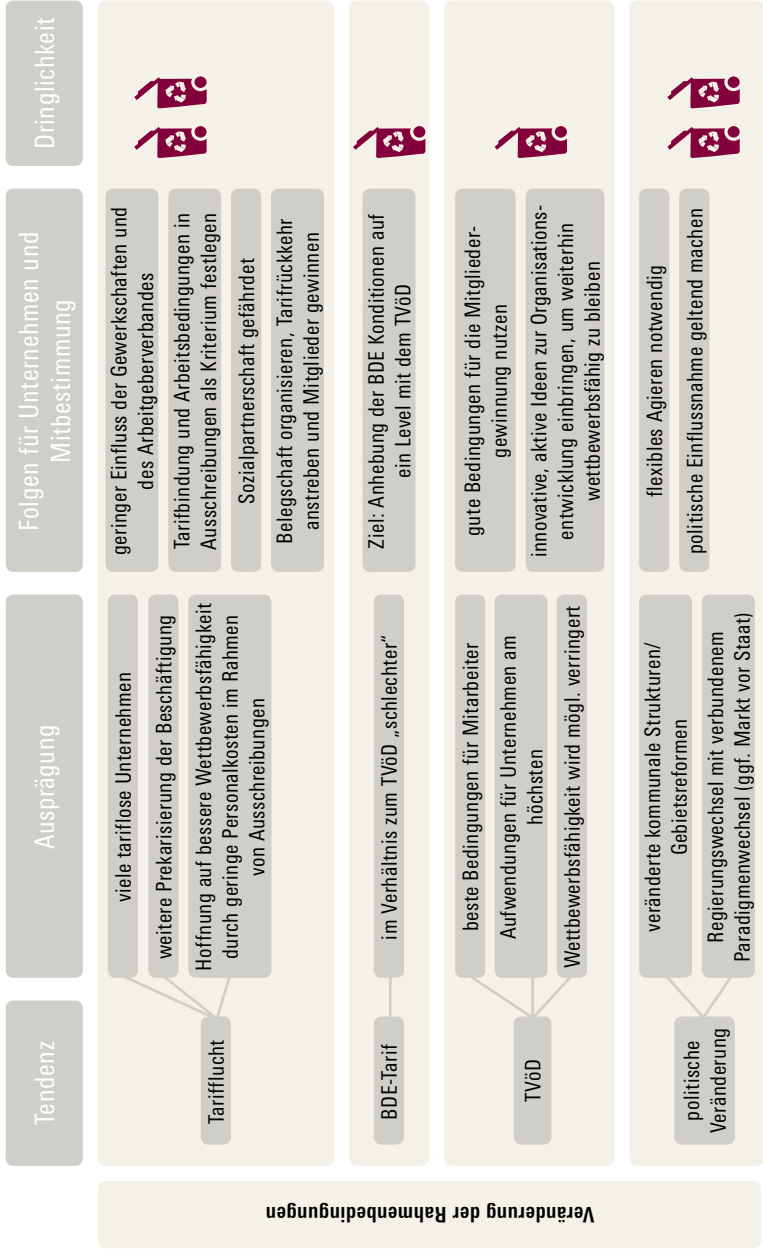 Veränderung der Rahmenbedingungen
Tendenz
Ausprägung
Folgen für Unternehmen und
Mitbestimmung
Dringlichkeit
Tarifflucht
viele tariflose Unternehmen
weitere Prekarisierung der Beschäftigung
Hoffnung auf bessere Wettbewerbsfähigkeit
durch geringe Personalkosten im Rahmen
von Ausschreibungen
geringer Einfluss der Gewerkschaften und
des Arbeitgeberverbandes
Tarifbindung und Arbeitsbedingungen in
Ausschreibungen als Kriterium festlegen
Sozialpartnerschaft gefährdet
Belegschaft organisieren, Tarifrückkehr
anstreben und Mitglieder gewinnen
BDE-Tarif
im Verhältnis zum TVöD „schlechter“
Ziel: Anhebung der BDE Konditionen auf
ein Level mit dem TVöD
TVöD
beste Bedingungen für Mitarbeiter
Aufwendungen für Unternehmen am
höchsten
Wettbewerbsfähigkeit wird mögl. verringert
gute Bedingungen für die Mitglieder-
gewinnung nutzen
innovative, aktive Ideen zur Organisations-
entwicklung einbringen, um weiterhin
wettbewerbsfähig zu bleiben
politische
Veränderung
veränderte kommunale Strukturen/
Gebietsreformen
Regierungswechsel mit verbundenem
Paradigmenwechsel (ggf. Markt vor Staat)
flexibles Agieren notwendig
politische Einflussnahme geltend machen